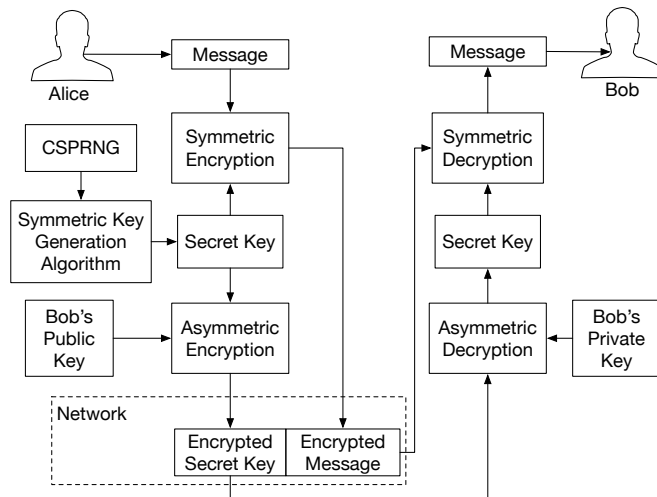 Alice
Message
Symmetric
Encryption
CSPRNG
Symmetric Key
Generation
Algorithm
Secret Key
Bob's
Public
Key
Asymmetric
Encryption
Network
Encrypted
Secret Key
Encrypted
Message
Message
Bob
Symmetric
Decryption
Secret Key
Asymmetric
Decryption
Bob's
Private
Key